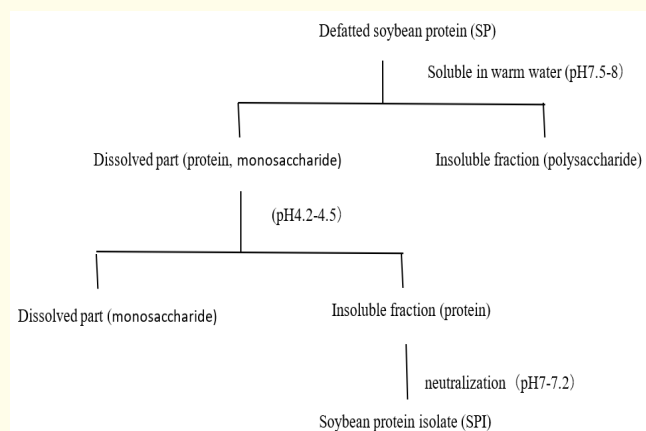 Defatted soybean protein (SP)
Soluble in warm water (pH7.5-8）
Dissolved part (protein, monosaccharide)
Insoluble fraction (polysaccharide)
(pH4.2-4.5）
Dissolved part (monosaccharide)
Insoluble fraction (protein)
neutralization（pH7-7.2）
Soybean protein isolate (SPI)